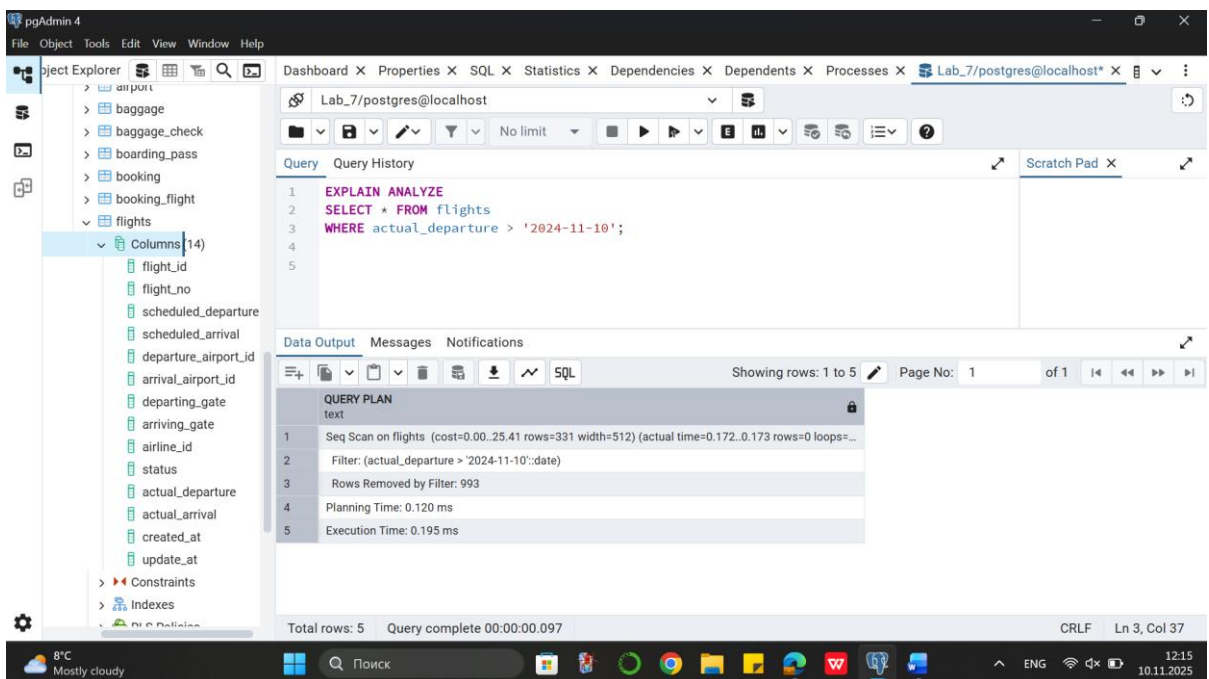 pgAdmin 4
File Object Tools Edit View Window Help
bject Explorer
Dashboard Properties SQL Statistics Dependencies Dependents Processes Lab_7/postgres@localhost*
airport
baggage
baggage_check
boarding_pass
booking
booking_flight
flights
Columns (14)
flight_id
flight_no
scheduled_departure
scheduled_arrival
departure_airport_id
arrival_airport_id
departing_gate
arriving_gate
airline_id
status
actual_departure
actual_arrival
created_at
update_at
Constraints
Indexes
RLS Policies
Lab_7/postgres@localhost
No limit
Query Query History
Scratch Pad
1 EXPLAIN ANALYZE
2 SELECT * FROM flights
3 WHERE actual_departure > '2024-11-10';
4
5
Data Output Messages Notifications
SQL Showing rows: 1 to 5 Page No: 1 of 1
QUERY PLAN
text
1 Seq Scan on flights (cost=0.00..25.41 rows=331 width=512) (actual time=0.172..0.173 rows=0 loops=...
2 Filter: (actual_departure > '2024-11-10'::date)
3 Rows Removed by Filter: 993
4 Planning Time: 0.120 ms
5 Execution Time: 0.195 ms
Total rows: 5 Query complete 00:00:00.097 CRLF Ln 3, Col 37
8°C
Mostly cloudy
Поиск
ENG
12:15
10.11.2025